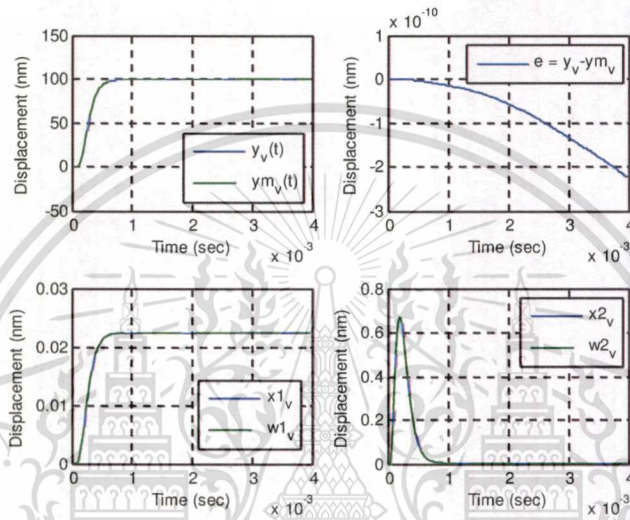 150
100
50
0
-50
0
1
2
3
4
Displacement (nm)
Time (sec)
x 10⁻³
y_v(t)
ym_v(t)
x 10⁻¹⁰
1
0
-1
-2
-3
0
1
2
3
4
Displacement (nm)
Time (sec)
x 10⁻³
e = y_v-ym_v
0.03
0.02
0.01
0
0
1
2
3
4
Displacement (nm)
Time (sec)
x 10⁻³
x1_v
w1_v
0.8
0.6
0.4
0.2
0
0
1
2
3
4
Displacement (nm)
Time (sec)
x 10⁻³
x2_v
w2_v